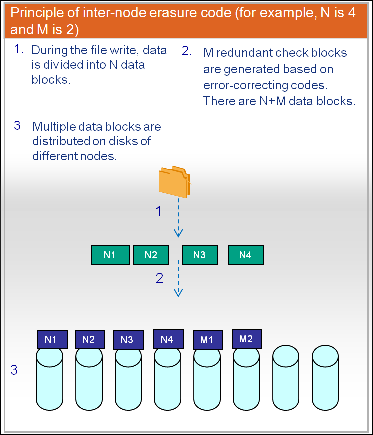 Principle of inter-node erasure code (for example, N is 4
and M is 2)
1. During the file write, data
is divided into N data
blocks.
2. M redundant check blocks
are generated based on
error-correcting codes.
There are N+M data blocks.
3 Multiple data blocks are
distributed on disks of
different nodes.
1
N1 N2 N3 N4
2
N1 N2 N3 N4 M1 M2
3